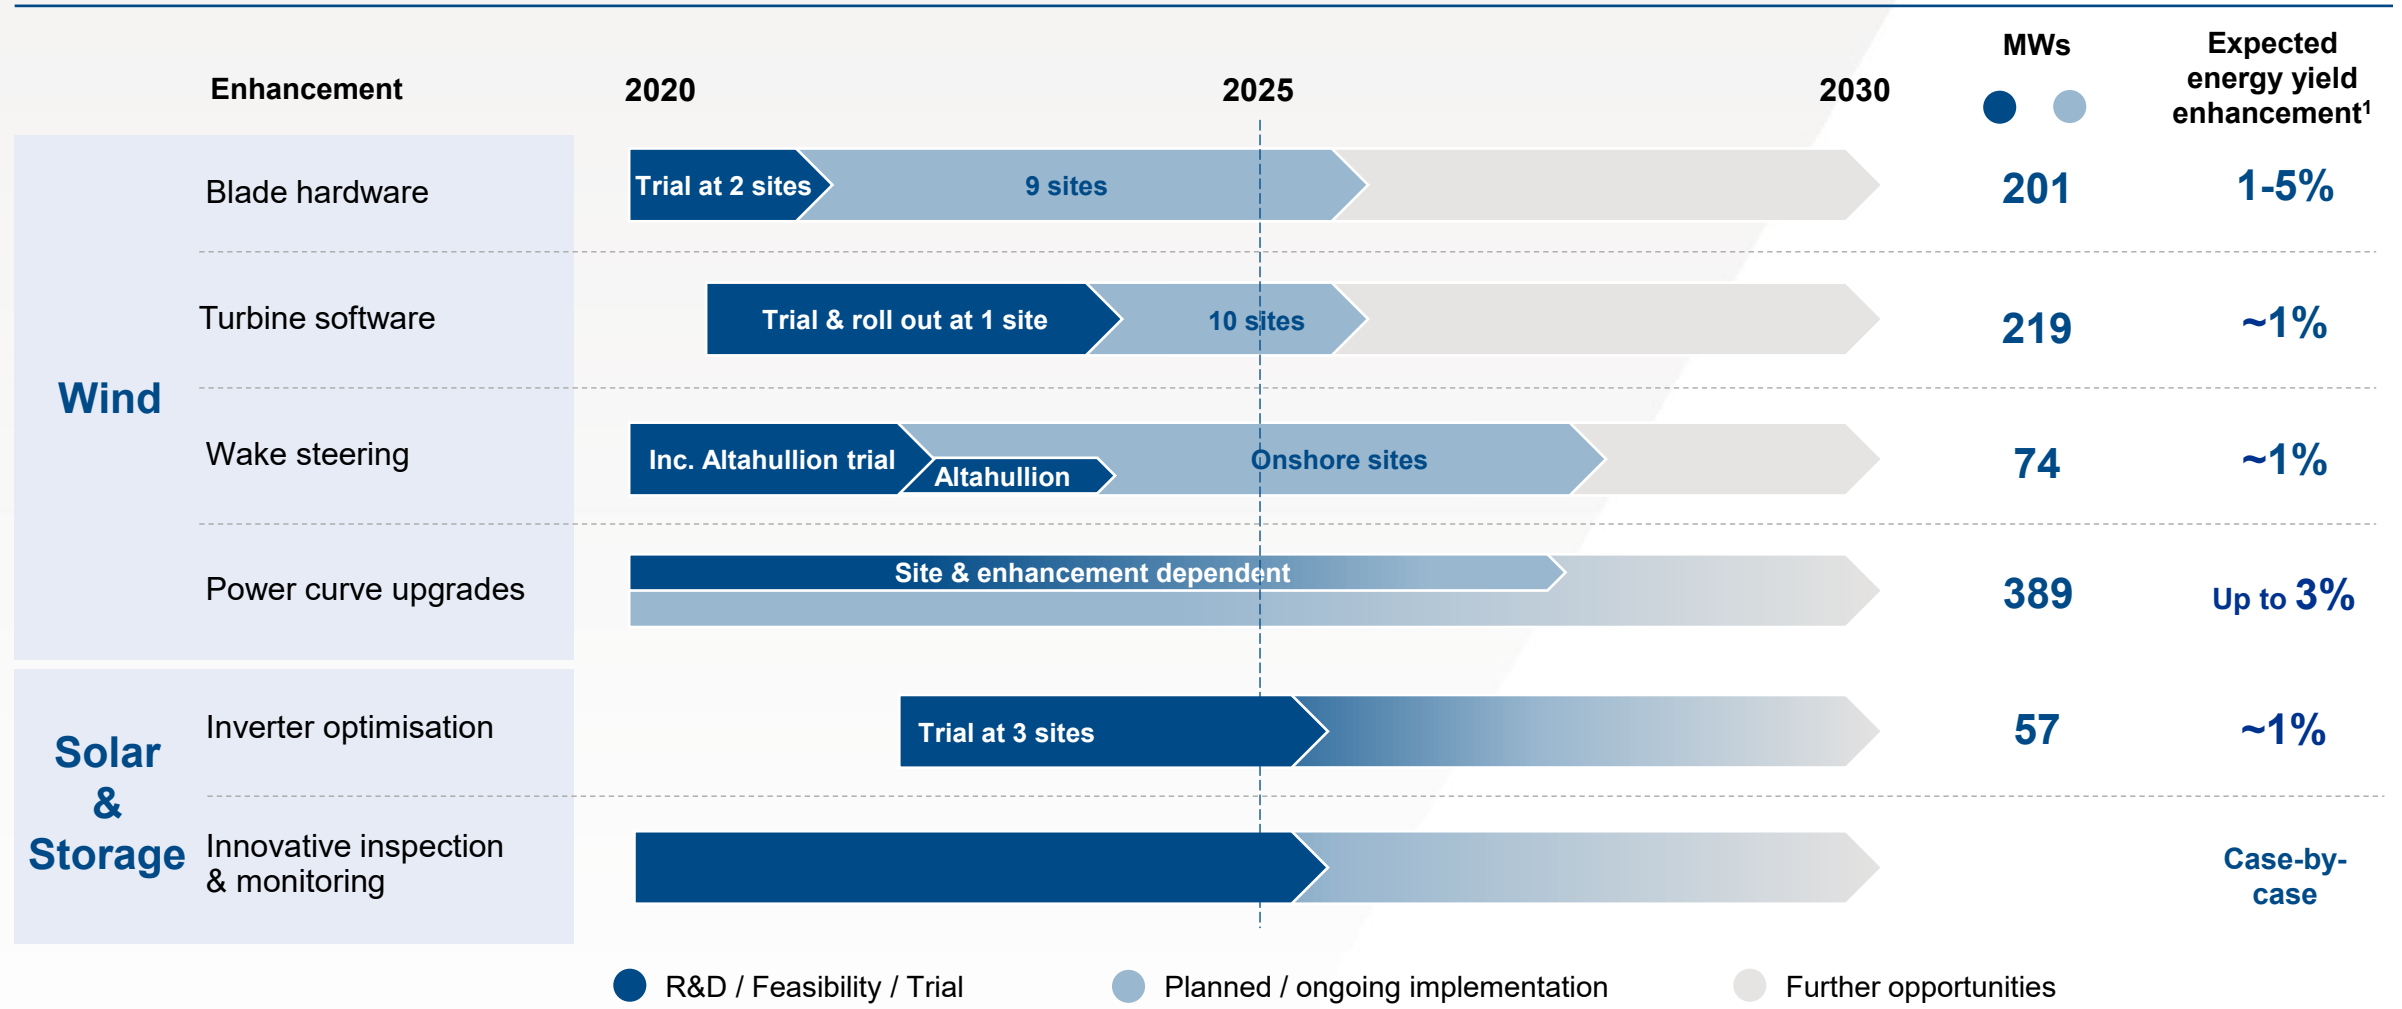 Enhancement
2020
2025
2030
MWs
Expected
energy yield
enhancement¹
Wind
Blade hardware
Trial at 2 sites
9 sites
201
1-5%
Turbine software
Trial & roll out at 1 site
10 sites
219
~1%
Wake steering
Inc. Altahullion trial
Altahullion
Onshore sites
74
~1%
Power curve upgrades
Site & enhancement dependent
389
Up to 3%
Solar
&
Storage
Inverter optimisation
Trial at 3 sites
57
~1%
Innovative inspection
& monitoring
Case-by-
case
R&D / Feasibility / Trial
Planned / ongoing implementation
Further opportunities